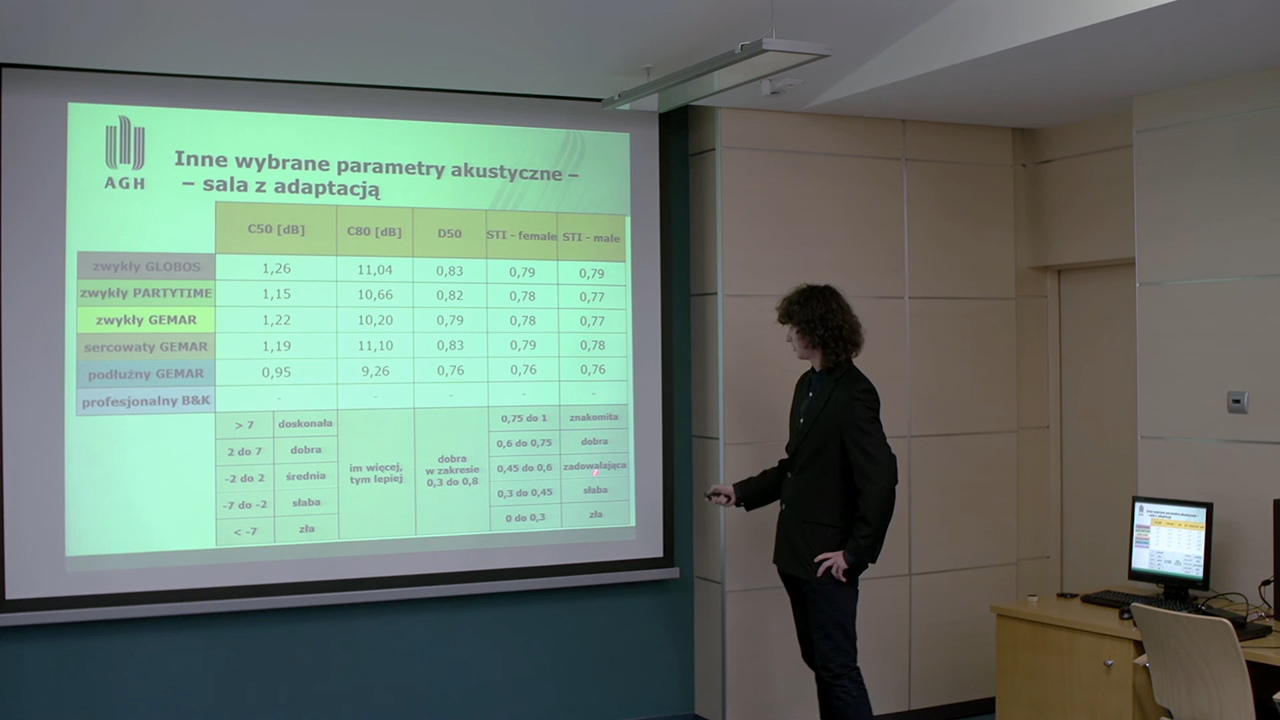 AGH
Inne wybrane parametry akustyczne –
– sala z adaptacją
C50 [dB] C80 [dB] D50 STI - female STI - male
zwykły GLOBOS 1,26 11,04 0,83 0,79 0,79
zwykły PARTYTIME 1,15 10,66 0,82 0,78 0,77
zwykły GEMAR 1,22 10,20 0,79 0,78 0,77
sercowaty GEMAR 1,19 11,10 0,83 0,79 0,78
podłużny GEMAR 0,95 9,26 0,76 0,76 0,76
profesjonalny B&K - - - - -
> 7 doskonała
2 do 7 dobra
-2 do 2 średnia
-7 do -2 słaba
< -7 zła
im więcej,
tym lepiej
dobra
w zakresie
0,3 do 0,8
0,75 do 1 znakomita
0,6 do 0,75 dobra
0,45 do 0,6 zadowalająca
0,3 do 0,45 słaba
0 do 0,3 zła